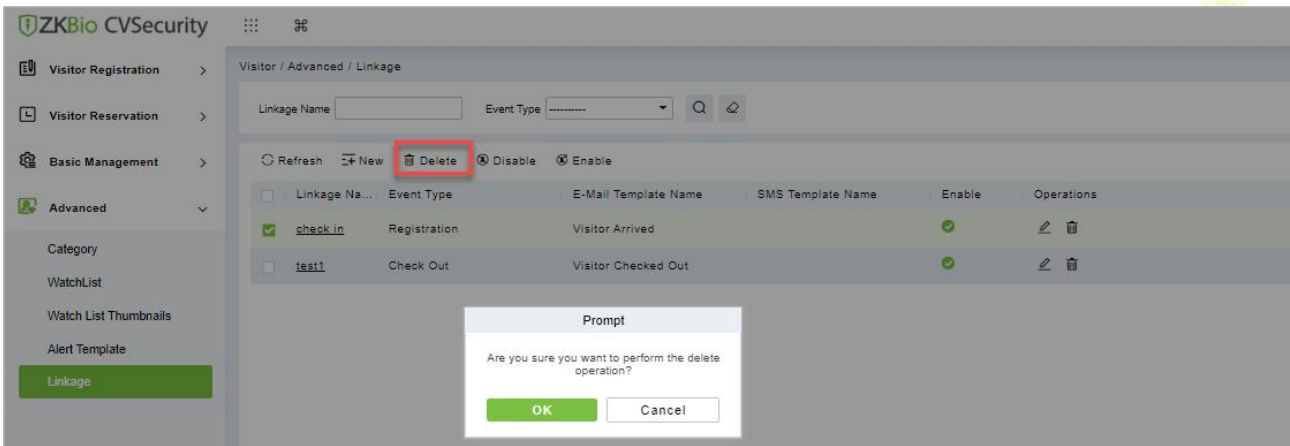 ZKBio CVSecurity
Visitor Registration
Visitor Reservation
Basic Management
Advanced
Category
WatchList
Watch List Thumbnails
Alert Template
Linkage
Visitor / Advanced / Linkage
Linkage Name Event Type ----------
Refresh New Delete Disable Enable
Linkage Na... Event Type E-Mail Template Name SMS Template Name Enable Operations
check in Registration Visitor Arrived
test1 Check Out Visitor Checked Out
Prompt
Are you sure you want to perform the delete
operation?
OK Cancel